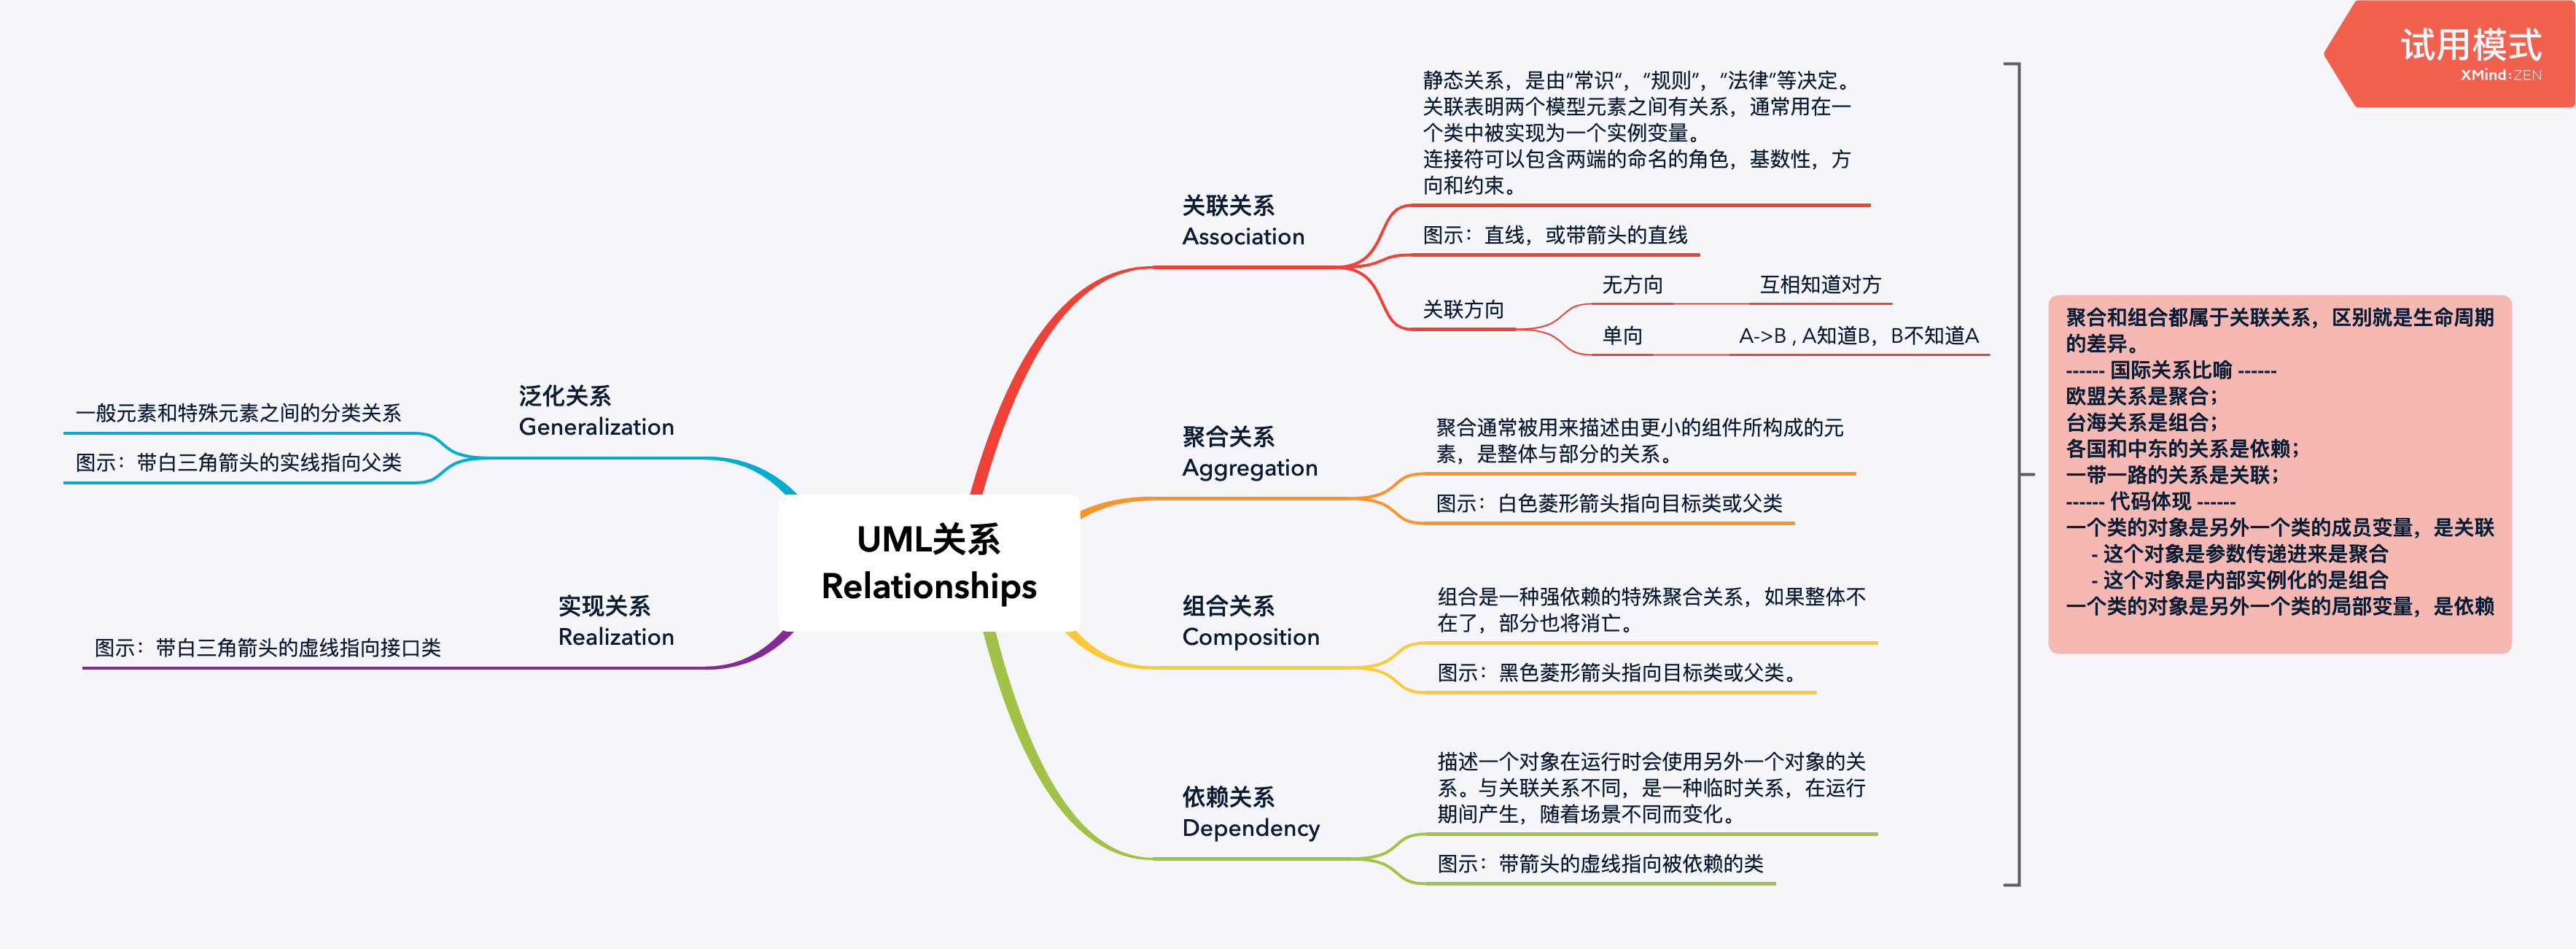 试用模式
XMind:ZEN
UML关系
Relationships
关联关系
Association
静态关系，是由“常识“，“规则”，“法律”等决定。
关联表明两个模型元素之间有关系，通常用在一
个类中被实现为一个实例变量。
连接符可以包含两端的命名的角色，基数性，方
向和约束。
图示：直线，或带箭头的直线
关联方向
无方向
互相知道对方
单向
A->B , A知道B，B不知道A
聚合关系
Aggregation
聚合通常被用来描述由更小的组件所构成的元
素，是整体与部分的关系。
图示：白色菱形箭头指向目标类或父类
组合关系
Composition
组合是一种强依赖的特殊聚合关系，如果整体不
在了，部分也将消亡。
图示：黑色菱形箭头指向目标类或父类。
依赖关系
Dependency
描述一个对象在运行时会使用另外一个对象的关
系。与关联关系不同，是一种临时关系，在运行
期间产生，随着场景不同而变化。
图示：带箭头的虚线指向被依赖的类
聚合和组合都属于关联关系，区别就是生命周期
的差异。
------ 国际关系比喻 ------
欧盟关系是聚合；
台海关系是组合；
各国和中东的关系是依赖；
一带一路的关系是关联；
------ 代码体现 ------
一个类的对象是另外一个类的成员变量，是关联
- 这个对象是参数传递进来是聚合
- 这个对象是内部实例化的是组合
一个类的对象是另外一个类的局部变量，是依赖
泛化关系
Generalization
一般元素和特殊元素之间的分类关系
图示：带白三角箭头的实线指向父类
实现关系
Realization
图示：带白三角箭头的虚线指向接口类